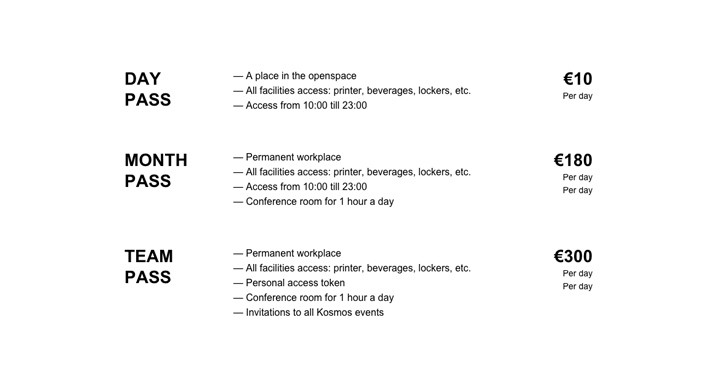 DAY
PASS
— A place in the openspace
— All facilities access: printer, beverages, lockers, etc.
— Access from 10:00 till 23:00
€10
Per day
MONTH
PASS
— Permanent workplace
— All facilities access: printer, beverages, lockers, etc.
— Access from 10:00 till 23:00
— Conference room for 1 hour a day
€180
Per day
Per day
TEAM
PASS
— Permanent workplace
— All facilities access: printer, beverages, lockers, etc.
— Personal access token
— Conference room for 1 hour a day
— Invitations to all Kosmos events
€300
Per day
Per day